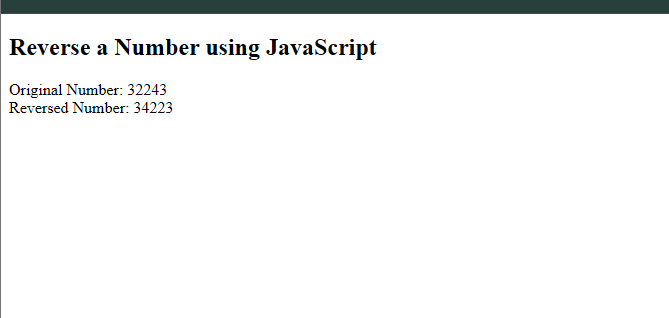 Reverse a Number using JavaScript
Original Number: 32243
Reversed Number: 34223